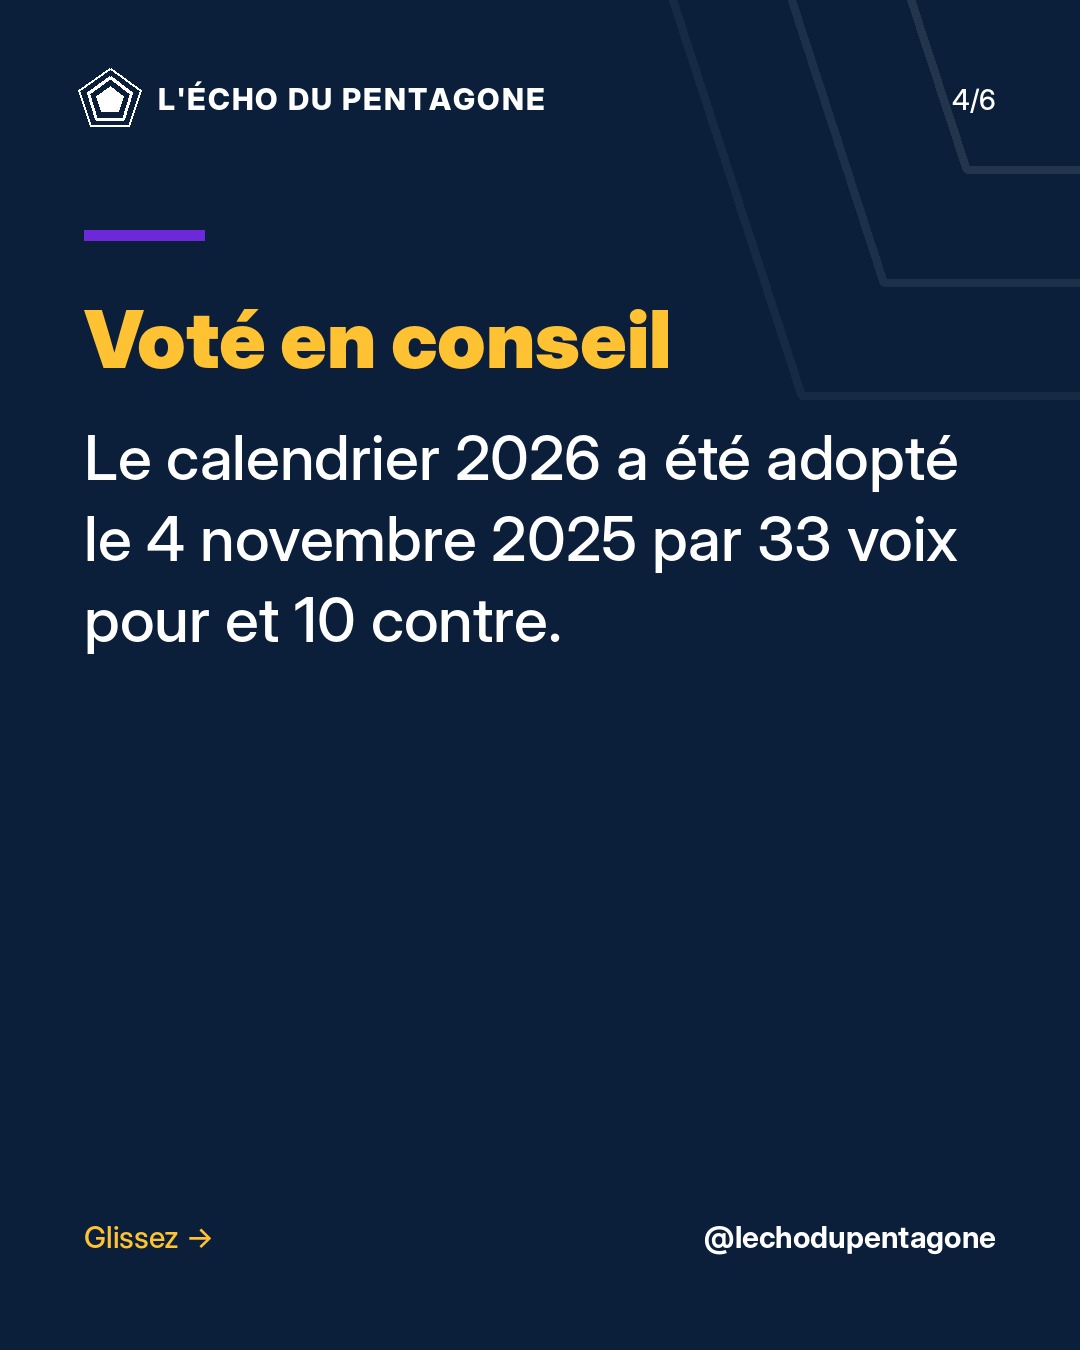 L'ÉCHO DU PENTAGONE
4/6
Voté en conseil
Le calendrier 2026 a été adopté
le 4 novembre 2025 par 33 voix
pour et 10 contre.
Glissez →
@lechodupentagone